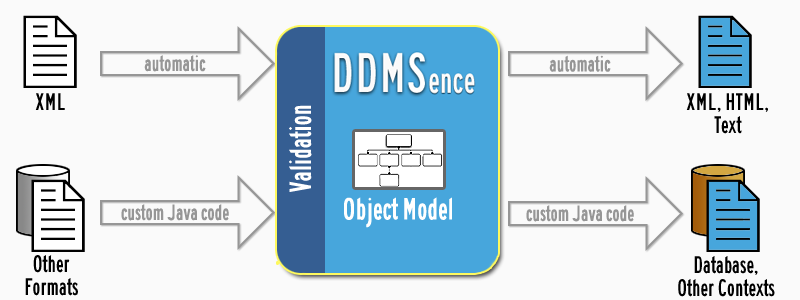 XML
automatic
Validation
DDMSence
Object Model
automatic
XML, HTML,
Text
Other
Formats
custom Java code
custom Java code
Database,
Other Contexts